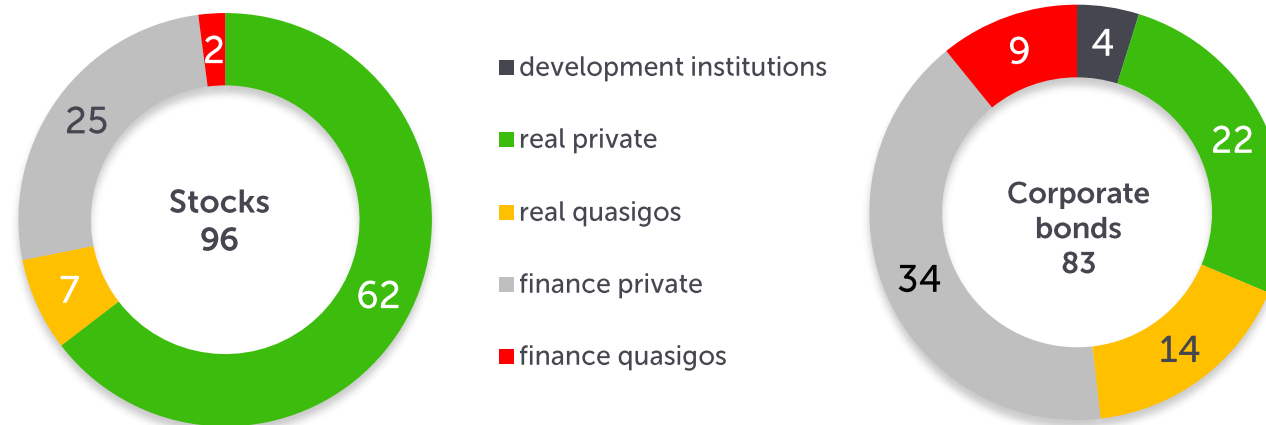 2
25
7
62
Stocks
96
development institutions
real private
real quasigos
finance private
finance quasigos
9
4
22
34
14
Corporate
bonds
83